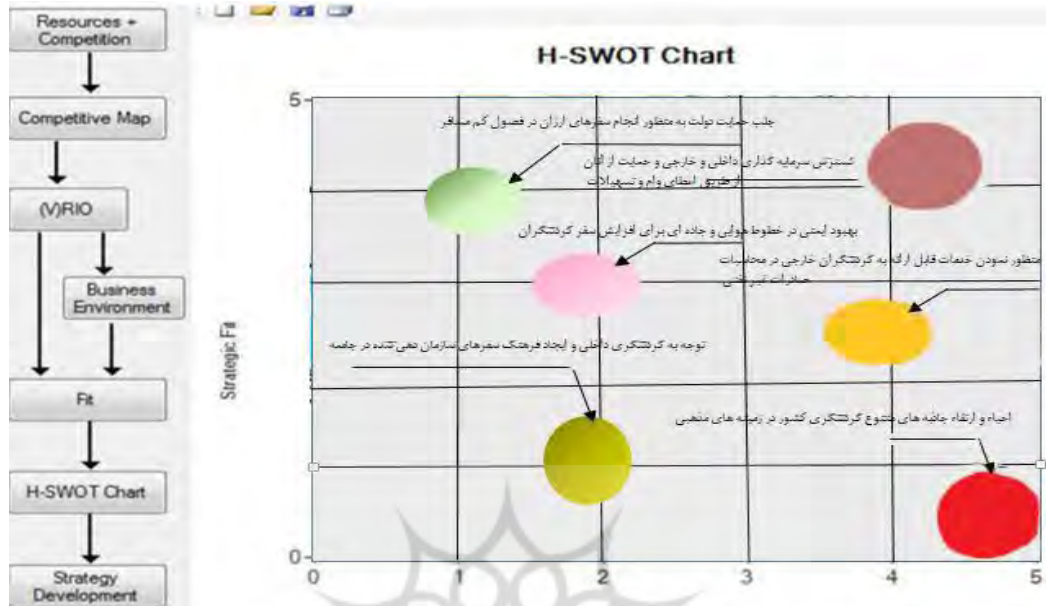 Resources +
Competition
Competitive Map
(V)RIO
Business
Environment
Fit
H-SWOT Chart
Strategy
Development
H-SWOT Chart
Strategic Fit
5
0
0
1
2
3
4
5
جلب حمایت دولت به منظور انجام سفرهای ارزان در فصول کم مسافر
گسترش سرمایه گذاری داخلی و خارجی و حمایت از آنان
از طریق اعطای وام و تسهیلات
بهبود ایمنی در خطوط هوایی و جاده ای برای افزایش سفر گردشگران
منظور نمودن خدمات قابل ارائه به گردشگران خارجی در محاسبات
صادرات غیر نفتی
توجه به گردشگری داخلی و ایجاد فرهنگ سفرهای سازمان دهی شده در جامعه
احیاء و ارتقاء جاذبه های متنوع گردشگری کشور در زمینه های مذهبی